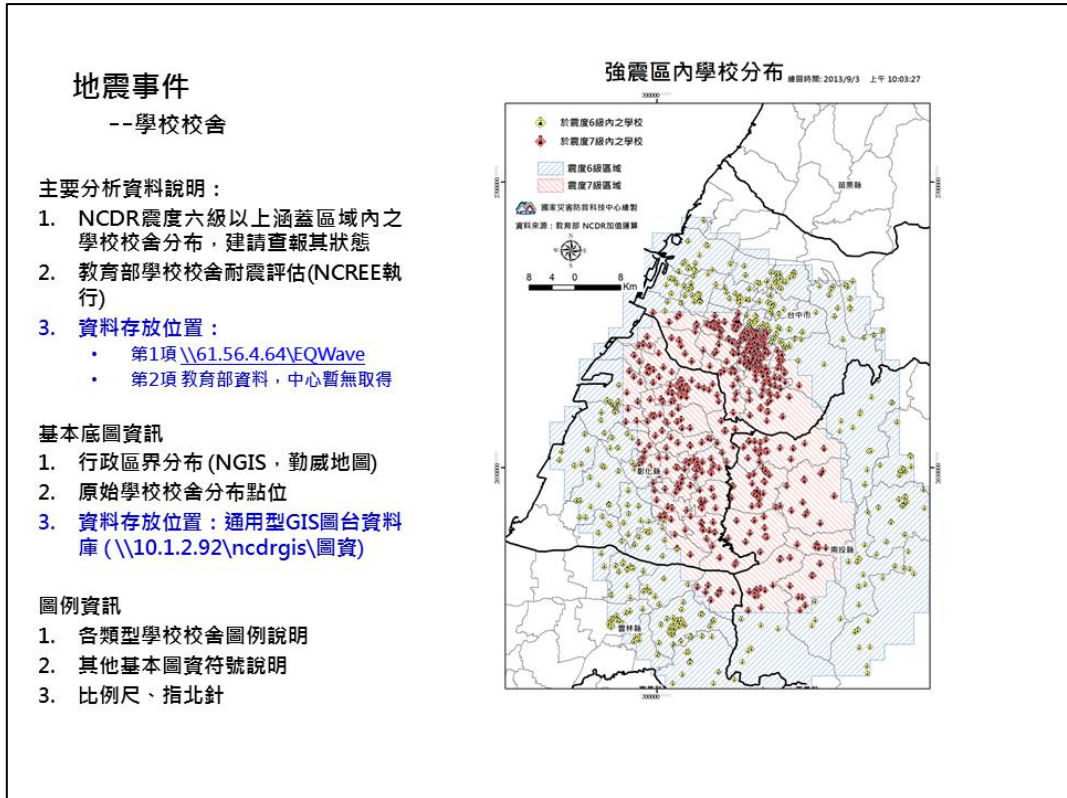 地震事件
--學校校舍
主要分析資料說明：
1. NCDR震度六級以上涵蓋區域內之
學校校舍分布，建請查報其狀態
2. 教育部學校校舍耐震評估(NCREE執
行)
3. 資料存放位置：
• 第1項 \\61.56.4.64\EQWave
• 第2項 教育部資料，中心暫無取得
基本底圖資訊
1. 行政區界分布 (NGIS，勤威地圖)
2. 原始學校校舍分布點位
3. 資料存放位置：通用型GIS圖台資料
庫 (\\10.1.2.92\ncdrgis\圖資)
圖例資訊
1. 各類型學校校舍圖例說明
2. 其他基本圖資符號說明
3. 比例尺、指北針
強震區內學校分布 繪圖時間: 2013/9/3 上午 10:03:27
200000
於震度6級內之學校
於震度7級內之學校
震度6級區域
震度7級區域
NCDR 國家災害防救科技中心繪製
資料來源：教育部 NCDR加值運算
N
W E
S
8 4 0 8
Km
苗栗縣
台中市
彰化縣
南投縣
雲林縣
200000